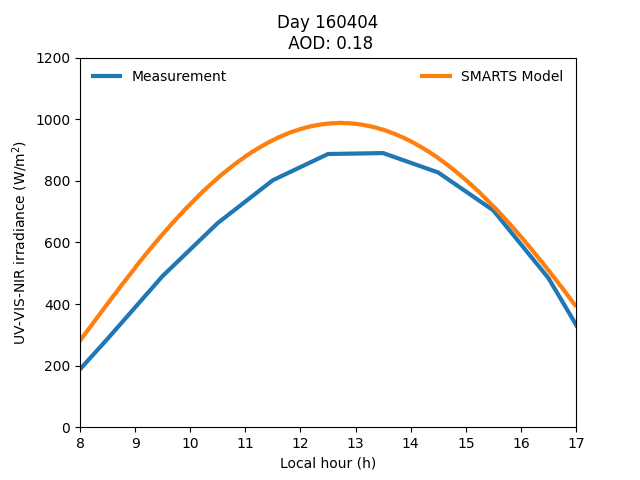 Day 160404
AOD: 0.18
Measurement
SMARTS Model
UV-VIS-NIR irradiance (W/m²)
1200
1000
800
600
400
200
0
8 9 10 11 12 13 14 15 16 17
Local hour (h)